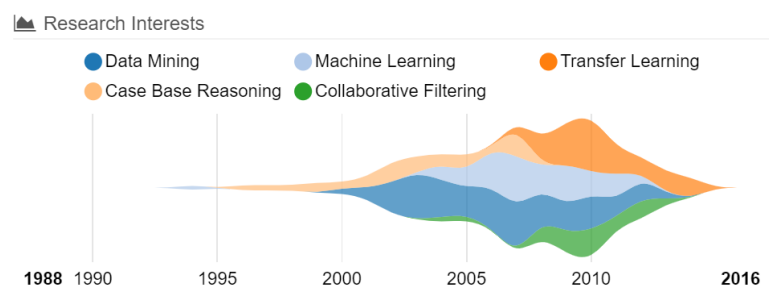 Research Interests
Data Mining Machine Learning Transfer Learning
Case Base Reasoning Collaborative Filtering
1988 1990 1995 2000 2005 2010 2016